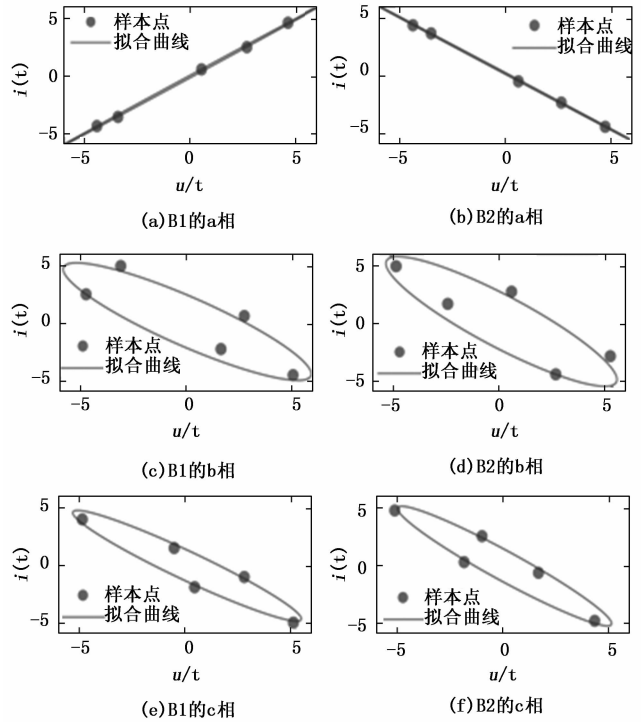 5
0
-5
i(t)
样本点
拟合曲线
-5
0
5
u/t
(a)B1的a相
5
0
-5
i(t)
样本点
拟合曲线
-5
0
5
u/t
(b)B2的a相
5
0
-5
i(t)
样本点
拟合曲线
-5
0
5
u/t
(c)B1的b相
5
0
-5
i(t)
样本点
拟合曲线
-5
0
5
u/t
(d)B2的b相
5
0
-5
i(t)
样本点
拟合曲线
-5
0
5
u/t
(e)B1的c相
5
0
-5
i(t)
样本点
拟合曲线
-5
0
5
u/t
(f)B2的c相